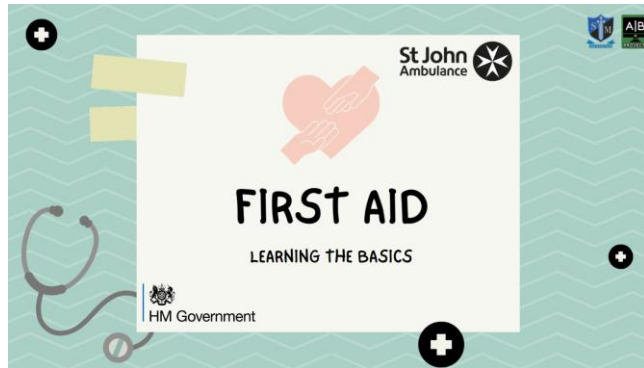 St John
Ambulance
FIRST AID
LEARNING THE BASICS
HM Government